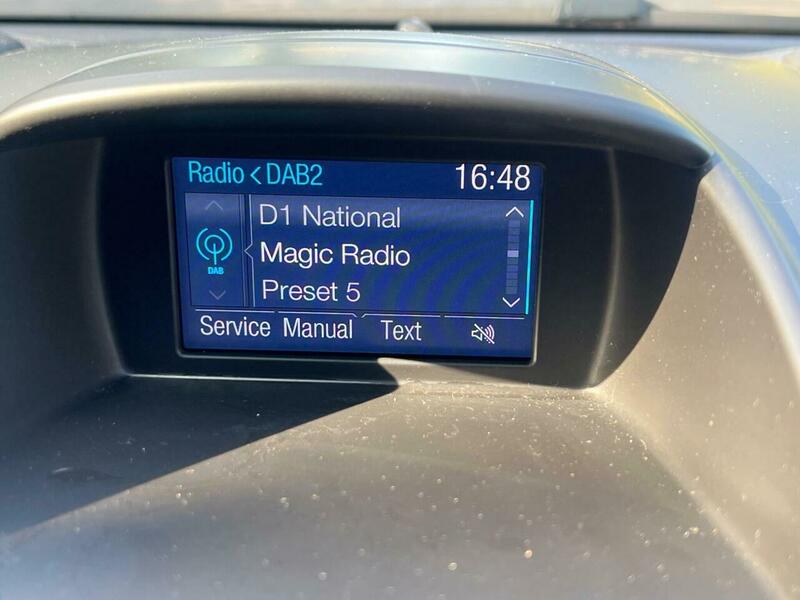 Radio < DAB2 16:48
D1 National
Magic Radio
DAB
Preset 5
Service Manual Text